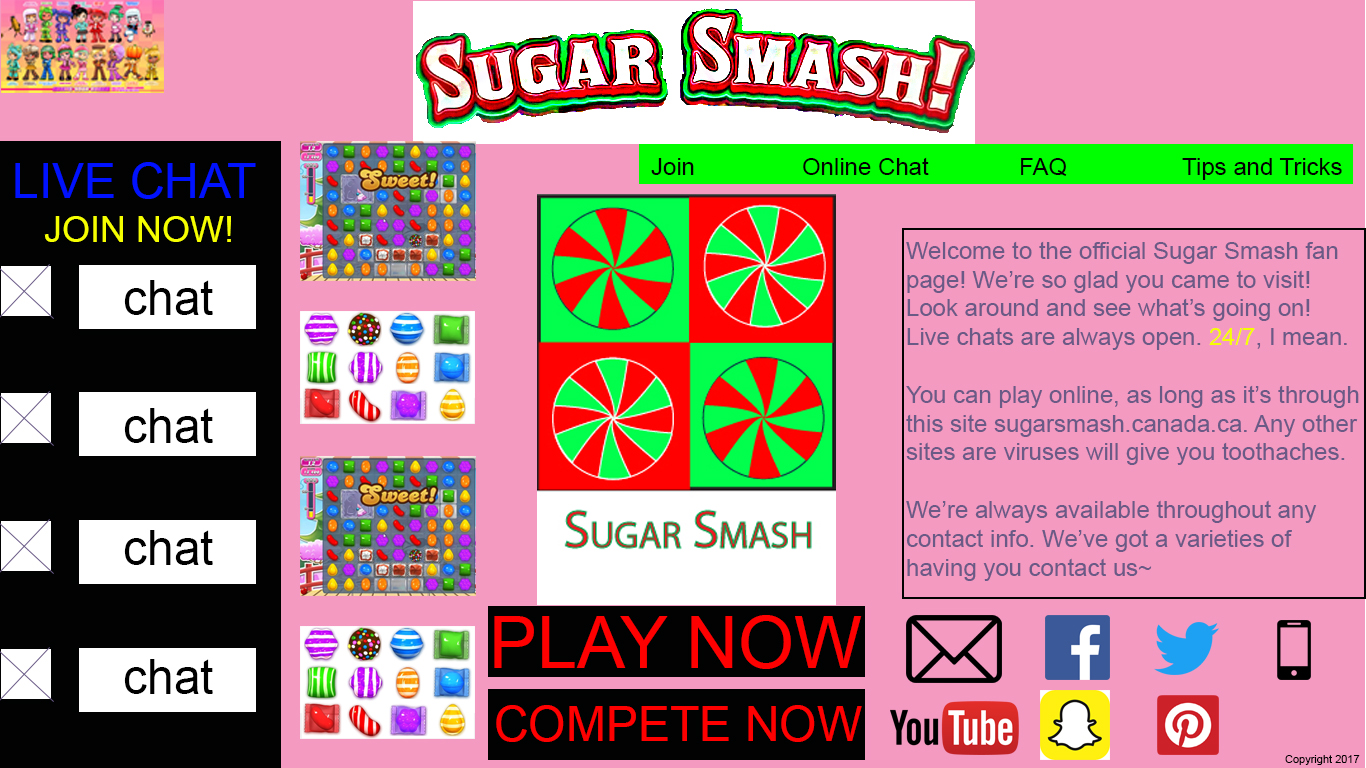 SUGAR SMASH!
Join Online Chat FAQ Tips and Tricks
LIVE CHAT
JOIN NOW!
chat
chat
chat
chat
Sweet!
Sweet!
SUGAR SMASH
PLAY NOW
COMPETE NOW
Welcome to the official Sugar Smash fan
page! We’re so glad you came to visit!
Look around and see what’s going on!
Live chats are always open. 24/7, I mean.
You can play online, as long as it’s through
this site sugarsmash.canada.ca. Any other
sites are viruses will give you toothaches.
We’re always available throughout any
contact info. We’ve got a varieties of
having you contact us~
YouTube
Copyright 2017